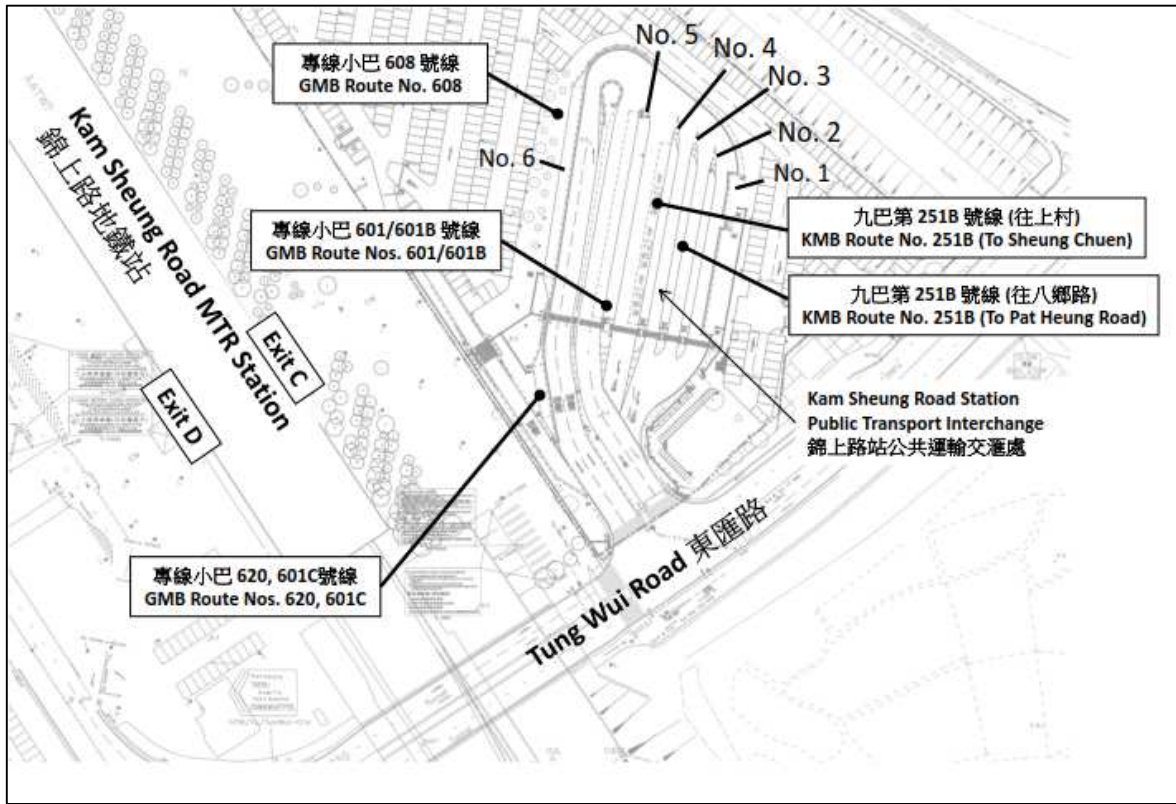 No. 5
No. 4
No. 3
No. 2
No. 1
No. 6
專線小巴 608 號線
GMB Route No. 608
專線小巴 601/601B 號線
GMB Route Nos. 601/601B
九巴第 251B 號線 (往上村)
KMB Route No. 251B (To Sheung Chuen)
九巴第 251B 號線 (往八鄉路)
KMB Route No. 251B (To Pat Heung Road)
Kam Sheung Road MTR Station
錦上路地鐵站
Exit C
Exit D
Kam Sheung Road Station
Public Transport Interchange
錦上路站公共運輸交滙處
專線小巴 620, 601C號線
GMB Route Nos. 620, 601C
Tung Wui Road 東匯路